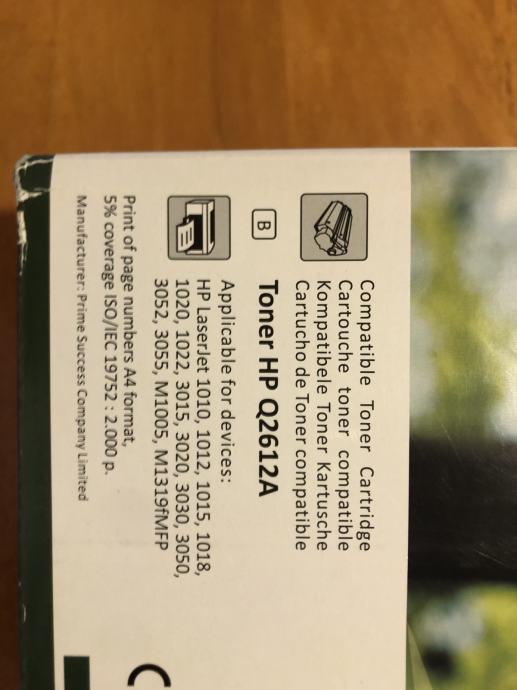 Compatible Toner Cartridge
Cartouche toner compatible
Kompatibele Toner Kartusche
Cartucho de Toner compatible
B
Toner HP Q2612A
Applicable for devices:
HP LaserJet 1010, 1012, 1015, 1018,
1020, 1022, 3015, 3020, 3030, 3050,
3052, 3055, M1005, M1319fMFP
Print of page numbers A4 format,
5% coverage ISO/IEC 19752 : 2.000 p.
Manufacturer: Prime Success Company Limited